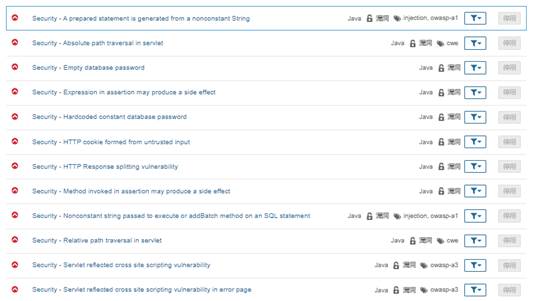 Security - A prepared statement is generated from a nonconstant String Java 漏洞 injection, owasp-a1 停用
Security - Absolute path traversal in servlet Java 漏洞 cwe 停用
Security - Empty database password Java 漏洞 停用
Security - Expression in assertion may produce a side effect Java 漏洞 停用
Security - Hardcoded constant database password Java 漏洞 停用
Security - HTTP cookie formed from untrusted input Java 漏洞 停用
Security - HTTP Response splitting vulnerability Java 漏洞 停用
Security - Method invoked in assertion may produce a side effect Java 漏洞 停用
Security - Nonconstant string passed to execute or addBatch method on an SQL statement Java 漏洞 injection, owasp-a1 停用
Security - Relative path traversal in servlet Java 漏洞 cwe 停用
Security - Servlet reflected cross site scripting vulnerability Java 漏洞 owasp-a3 停用
Security - Servlet reflected cross site scripting vulnerability in error page Java 漏洞 owasp-a3 停用